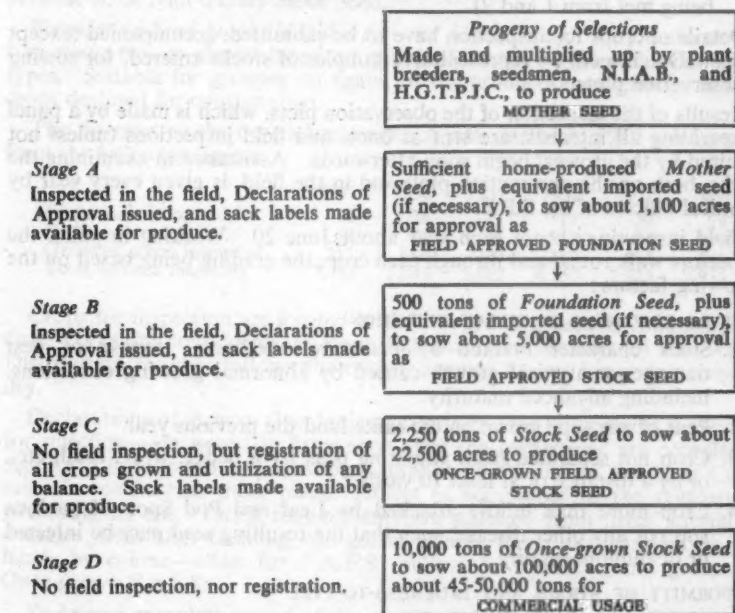 Progeny of Selections
Made and multiplied up by plant
breeders, seedsmen, N.I.A.B., and
H.G.T.P.J.C., to produce
MOTHER SEED
Stage A
Inspected in the field, Declarations of
Approval issued, and sack labels made
available for produce.
Sufficient home-produced Mother
Seed, plus equivalent imported seed
(if necessary), to sow about 1,100 acres
for approval as
FIELD APPROVED FOUNDATION SEED
Stage B
Inspected in the field, Declarations of
Approval issued, and sack labels made
available for produce.
500 tons of Foundation Seed, plus
equivalent imported seed (if necessary),
to sow about 5,000 acres for approval
as
FIELD APPROVED STOCK SEED
Stage C
No field inspection, but registration of
all crops grown and utilization of any
balance. Sack labels made available
for produce.
2,250 tons of Stock Seed to sow about
22,500 acres to produce
ONCE-GROWN FIELD APPROVED
STOCK SEED
Stage D
No field inspection, nor registration.
10,000 tons of Once-grown Stock Seed
to sow about 100,000 acres to produce
about 45-50,000 tons for
COMMERCIAL USAGE